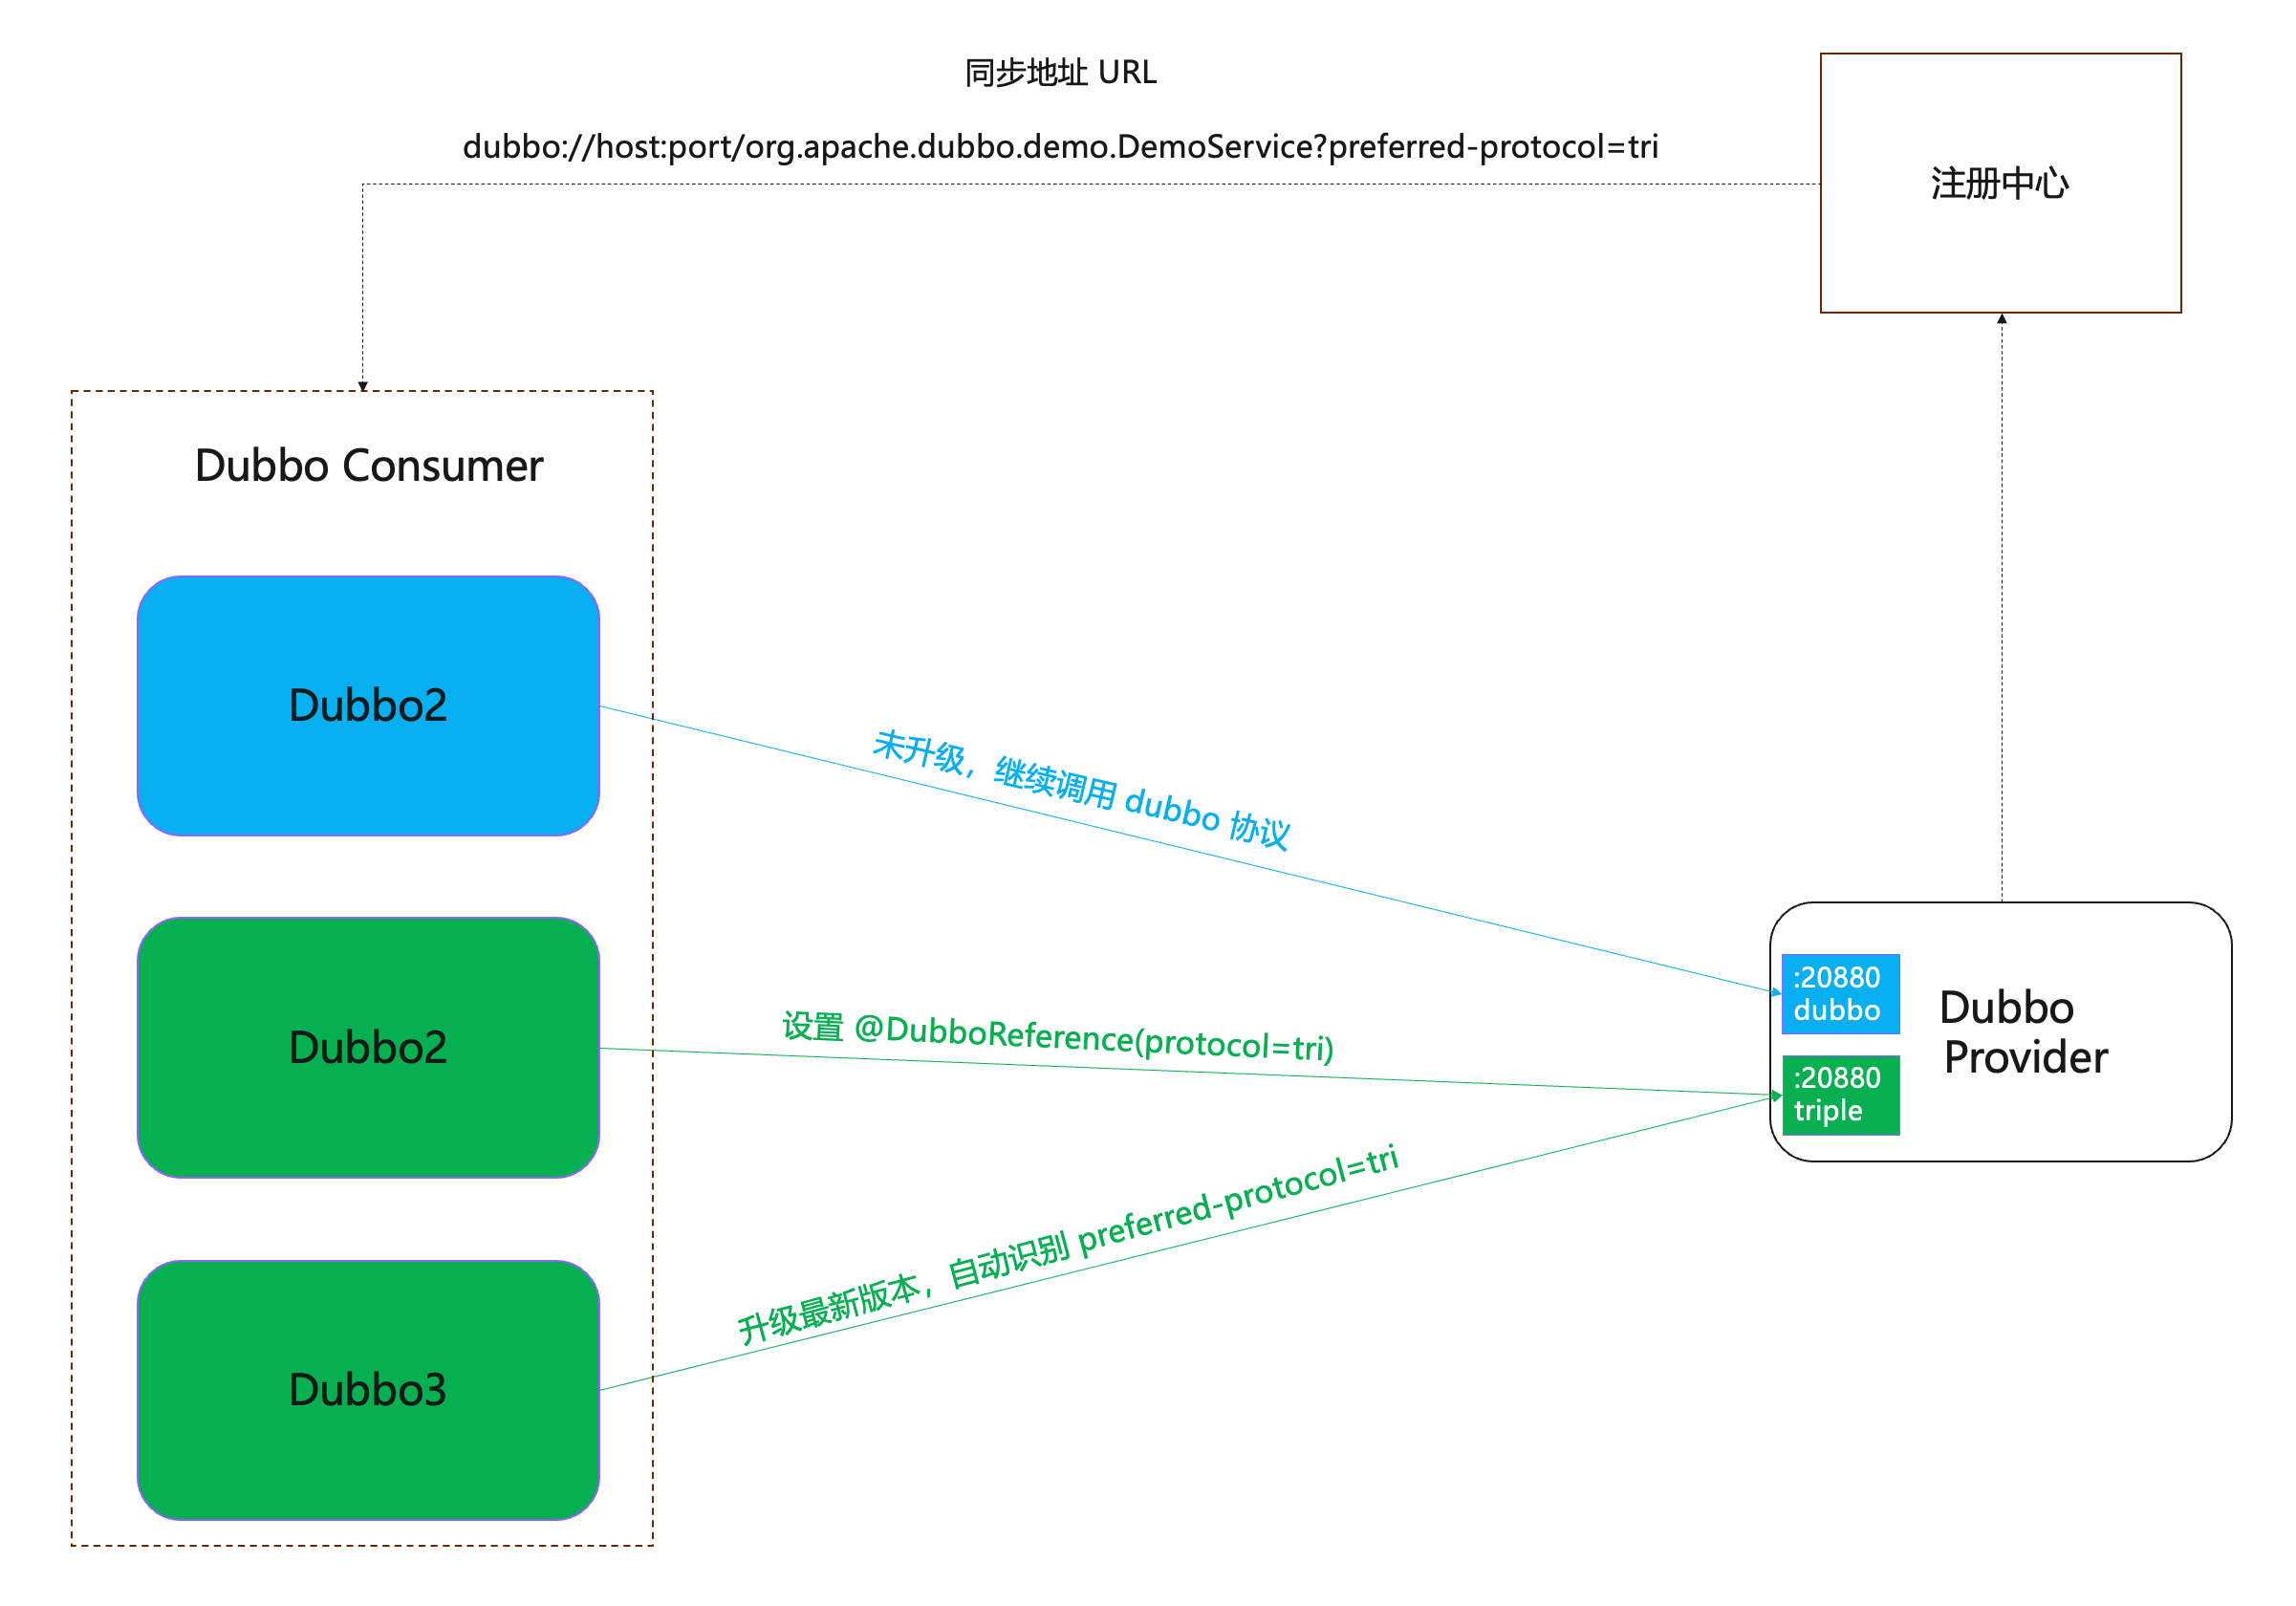 同步地址 URL
dubbo://host:port/org.apache.dubbo.demo.DemoService?preferred-protocol=tri
注册中心
Dubbo Consumer
Dubbo2
未升级，继续调用 dubbo 协议
:20880
dubbo
Dubbo
Provider
Dubbo2
设置 @DubboReference(protocol=tri)
:20880
triple
升级最新版本，自动识别 preferred-protocol=tri
Dubbo3